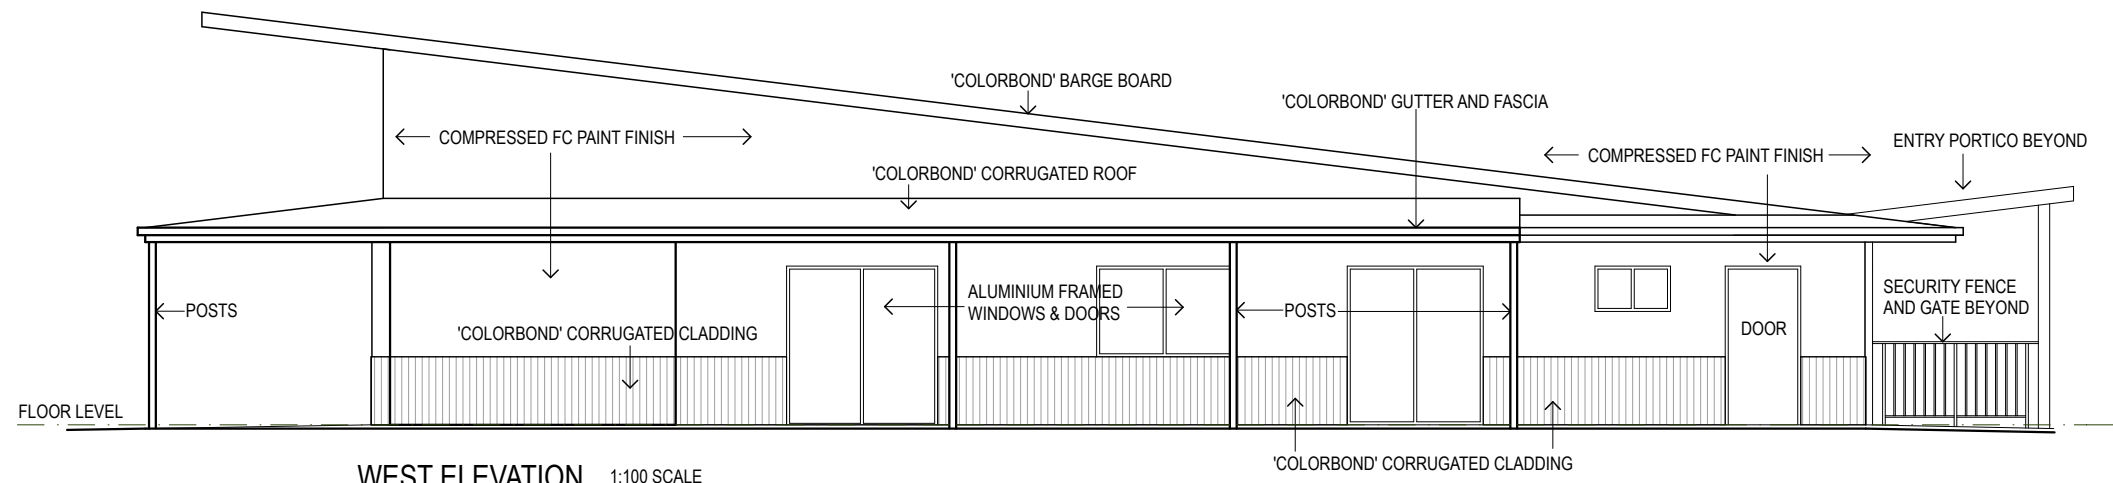 'COLORBOND' BARGE BOARD
'COLORBOND' GUTTER AND FASCIA
COMPRESSED FC PAINT FINISH
ENTRY PORTICO BEYOND
COMPRESSED FC PAINT FINISH
'COLORBOND' CORRUGATED ROOF
SECURITY FENCE
AND GATE BEYOND
ALUMINIUM FRAMED
WINDOWS & DOORS
POSTS
POSTS
DOOR
'COLORBOND' CORRUGATED CLADDING
FLOOR LEVEL
'COLORBOND' CORRUGATED CLADDING
WEST ELEVATION 1:100 SCALE